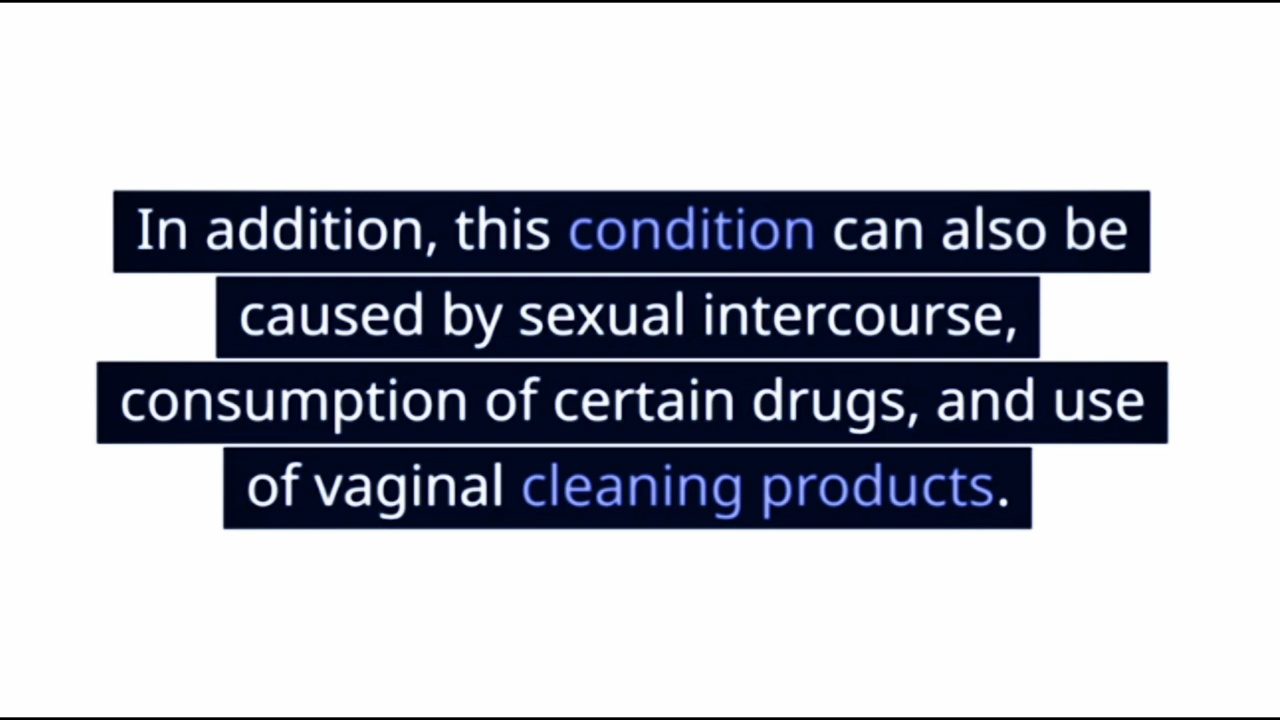 In addition, this condition can also be
caused by sexual intercourse,
consumption of certain drugs, and use
of vaginal cleaning products.